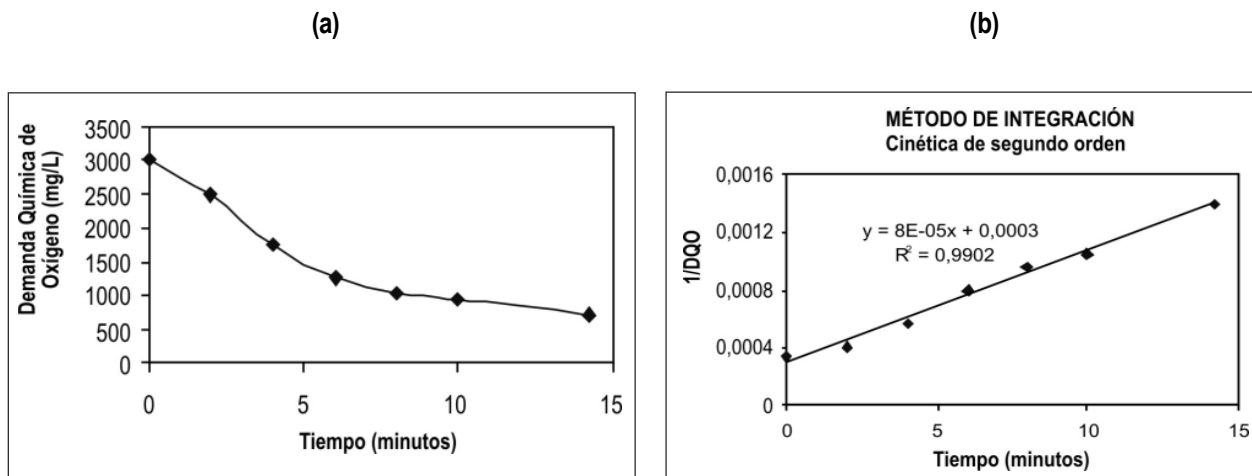 (a)
(b)
Demanda Química de
Oxígeno (mg/L)
3500
3000
2500
2000
1500
1000
500
0
0
5
10
15
Tiempo (minutos)
MÉTODO DE INTEGRACIÓN
Cinética de segundo orden
1/DQO
0,0016
0,0012
0,0008
0,0004
0
y = 8E-05x + 0,0003
R² = 0,9902
0
5
10
15
Tiempo (minutos)